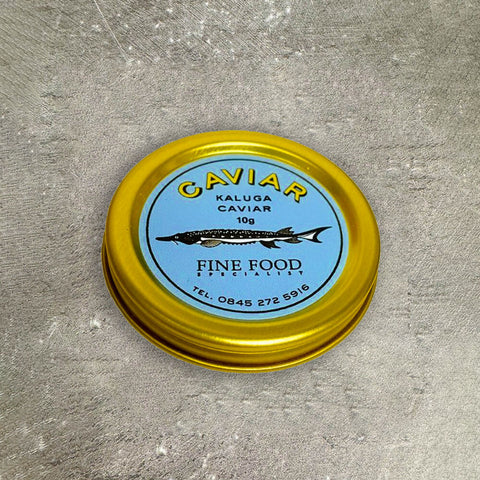 CAVIAR
KALUGA
CAVIAR
10g
FINE FOOD
SPECIALIST
TEL. 0845 272 5916